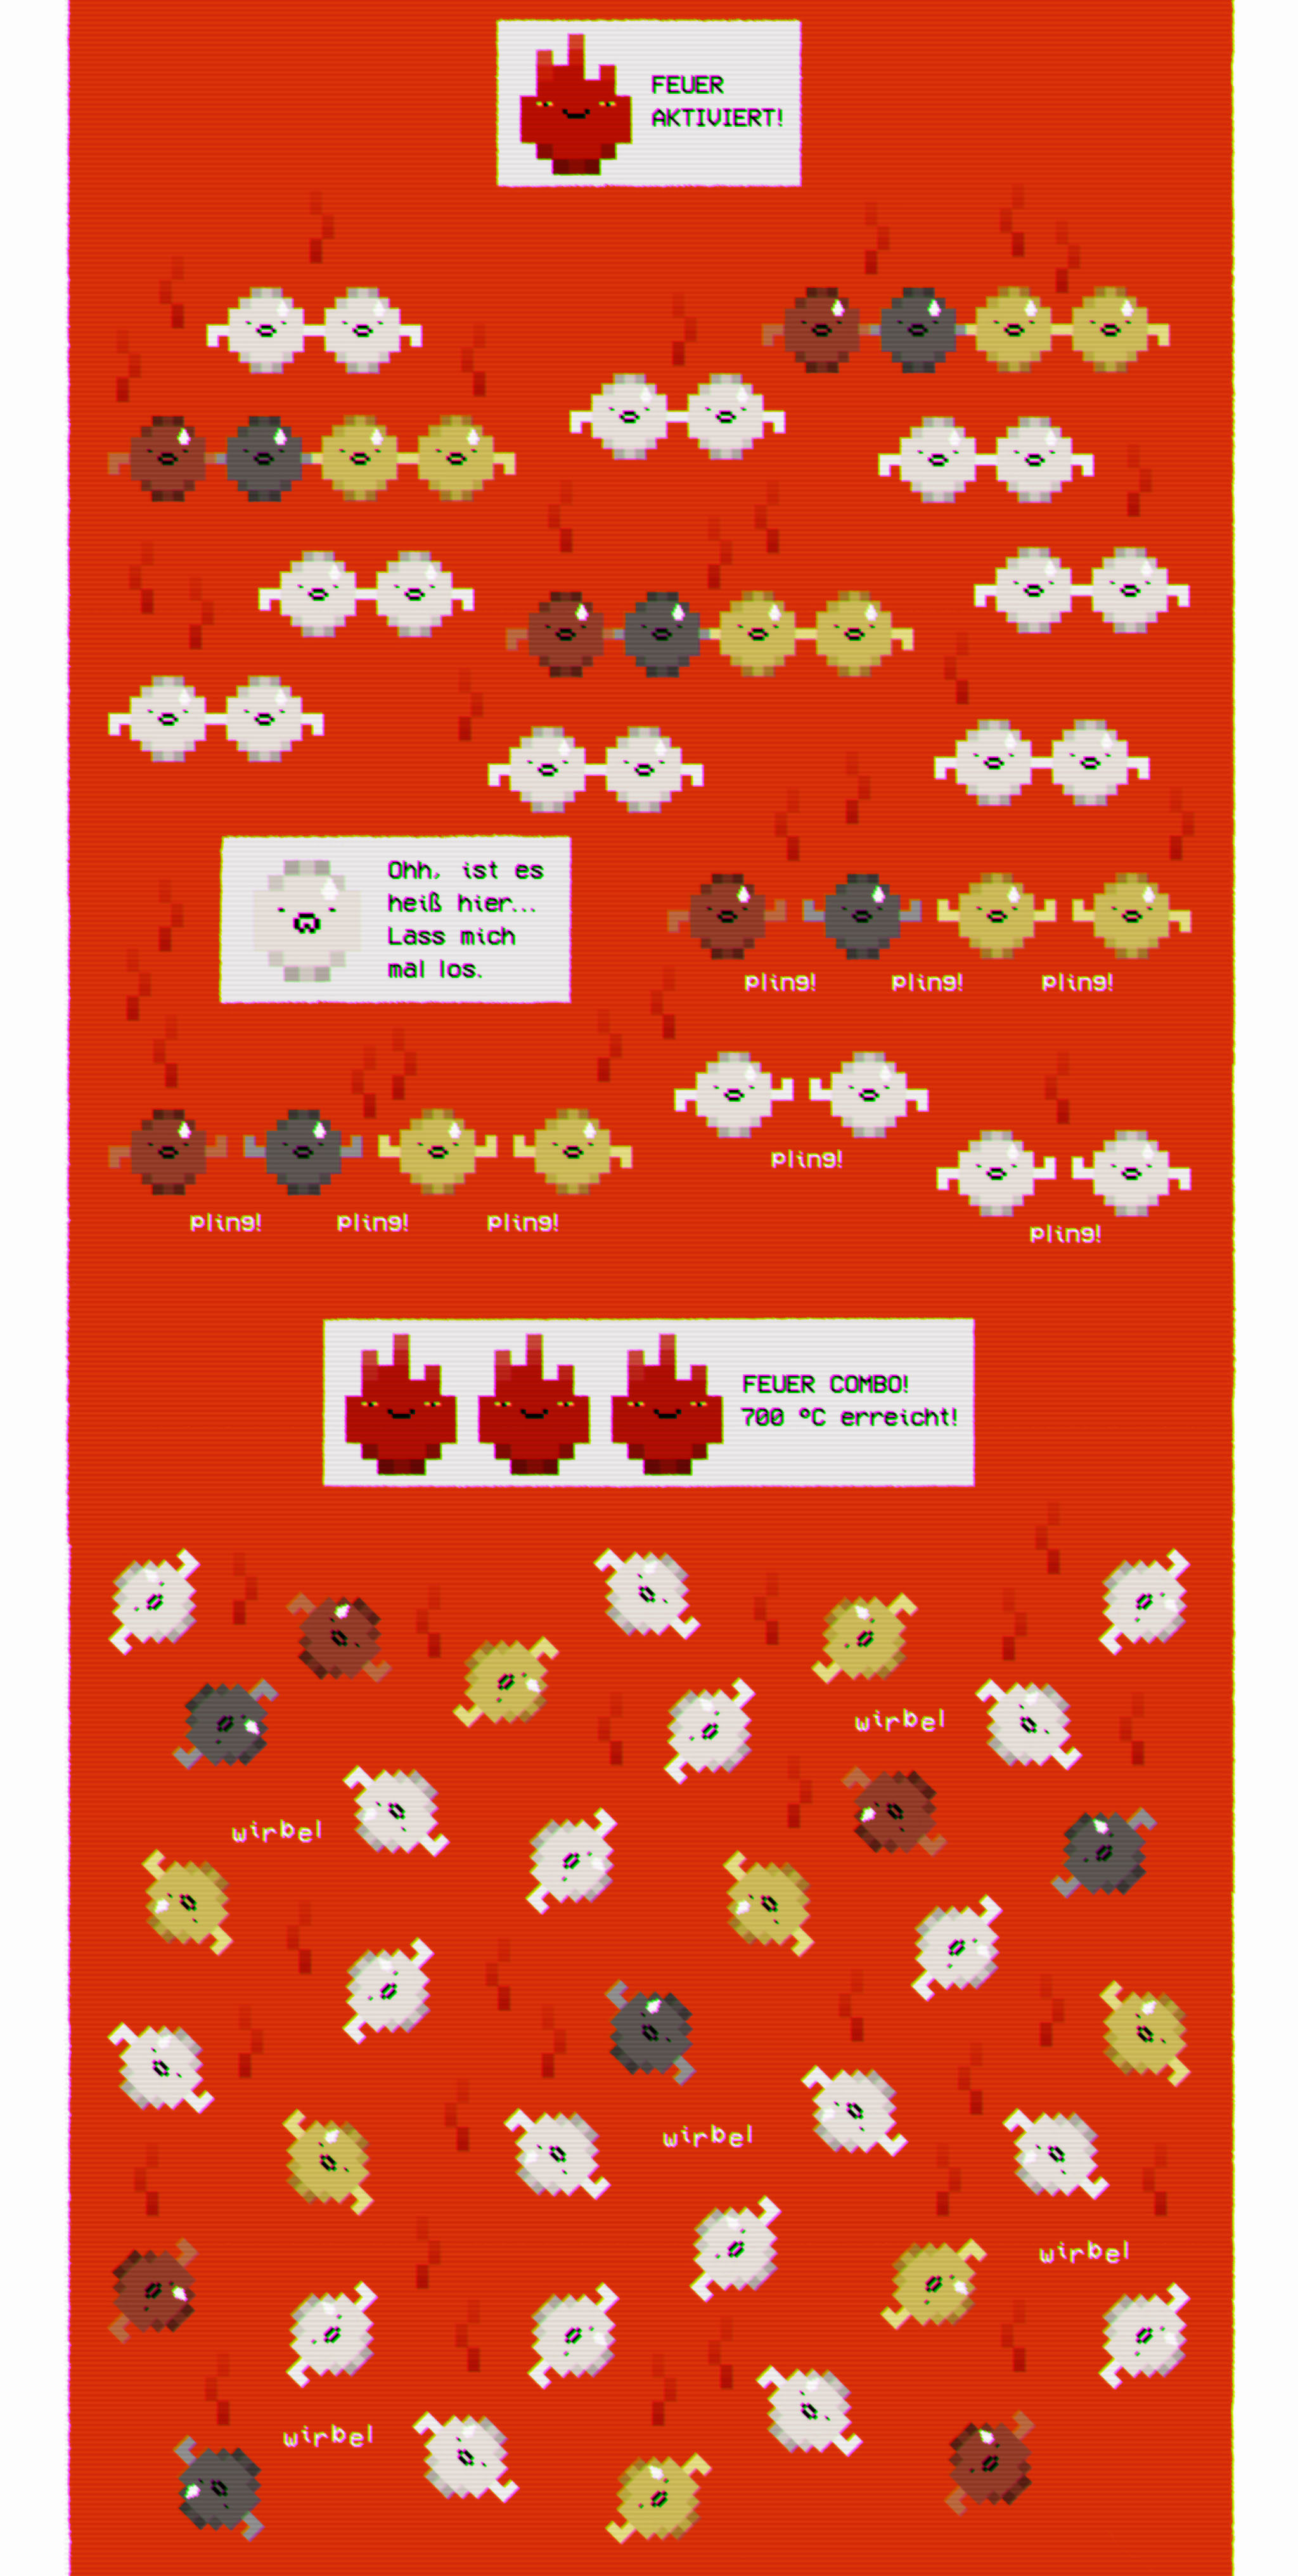 FEUER
AKTIVIERT!
Ohh, ist es
heiß hier...
Lass mich
mal los.
pling! pling! pling!
pling!
pling! pling! pling!
pling!
FEUER COMBO!
700 °C erreicht!
wirbel
wirbel
wirbel
wirbel
wirbel